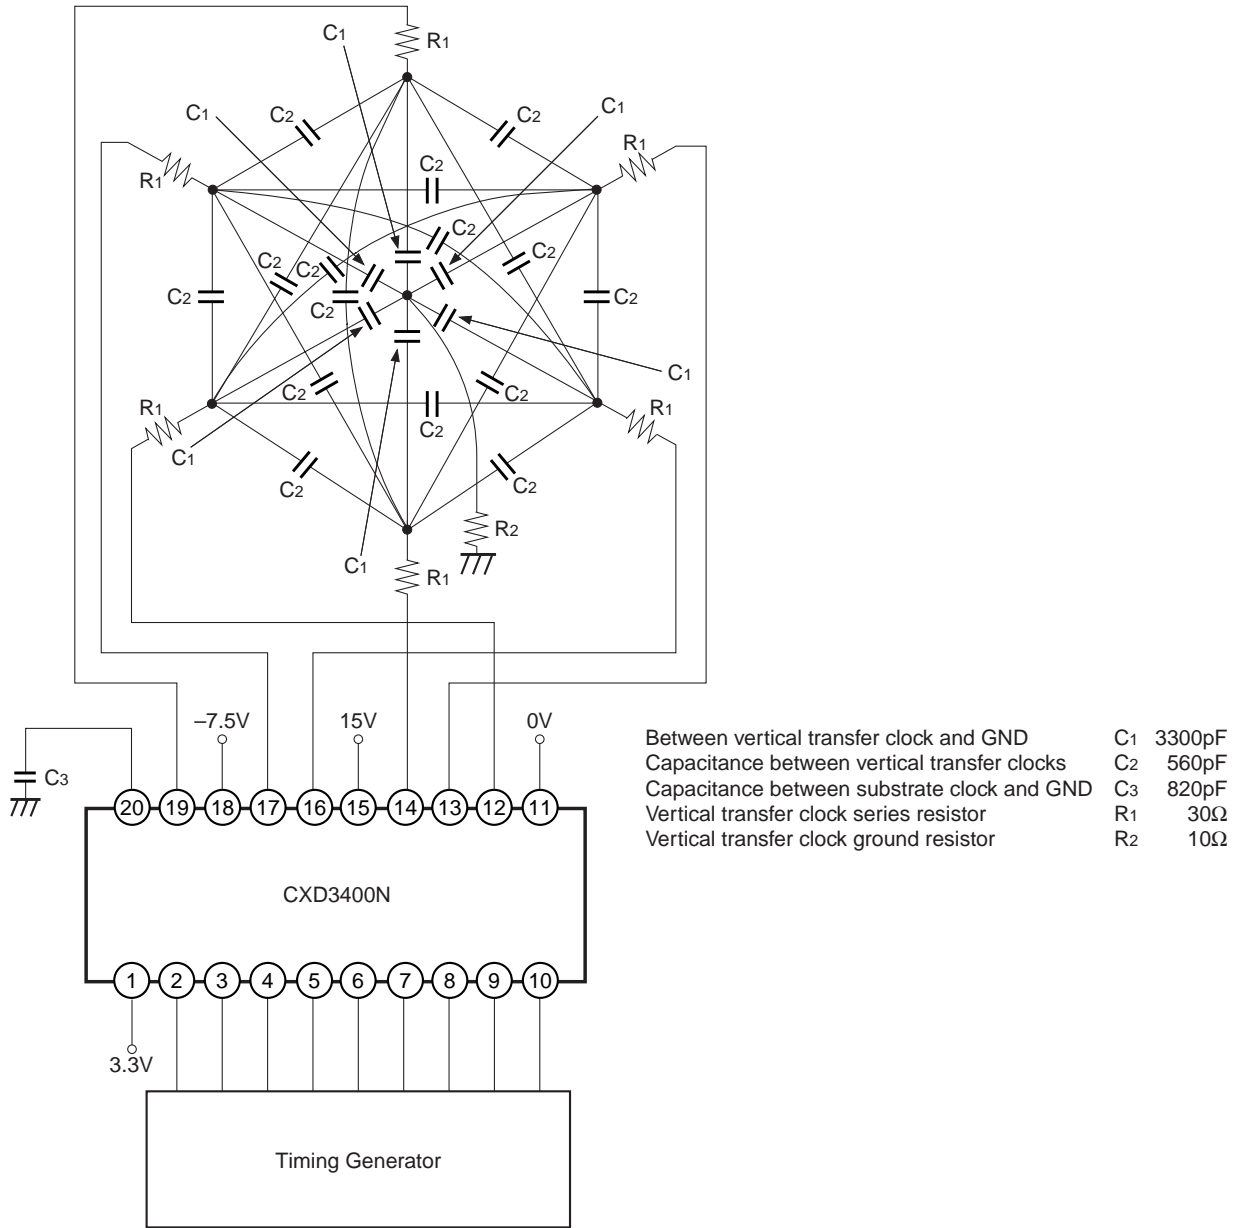 R1
C1
C1
C2
C2
C1
R1
R1
C2
C2
C2
C2
C2
C2
C2
C2
C2
C1
C2
C2
R1
R1
C2
C1
C2
C2
R2
C1
R1
–7.5V
15V
0V
C3
20 19 18 17 16 15 14 13 12 11
CXD3400N
1 2 3 4 5 6 7 8 9 10
3.3V
Timing Generator
Between vertical transfer clock and GND C1 3300pF
Capacitance between vertical transfer clocks C2 560pF
Capacitance between substrate clock and GND C3 820pF
Vertical transfer clock series resistor R1 30Ω
Vertical transfer clock ground resistor R2 10Ω